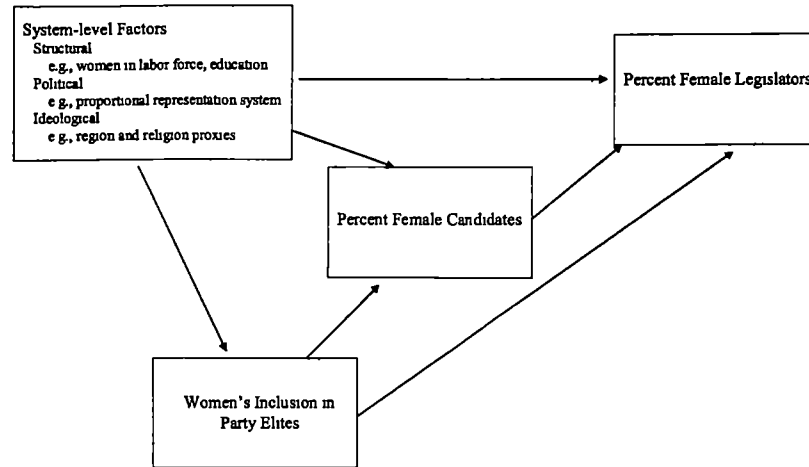 System-level Factors
Structural
e.g., women in labor force, education
Political
e g., proportional representation system
Ideological
e g., region and religion proxies
Percent Female Legislators
Percent Female Candidates
Women's Inclusion in
Party Elites